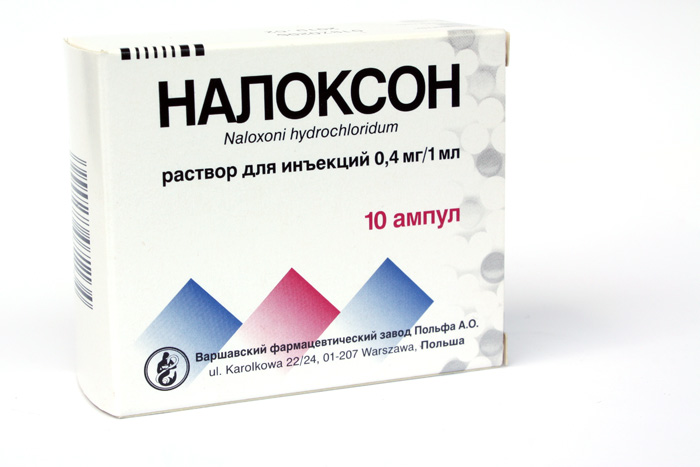 НАЛОКСОН
Naloxoni hydrochloridum
раствор для инъекций 0,4 мг/1 мл
10 ампул
Варшавский фармацевтический завод Польфа А.О.
ul. Karolkowa 22/24, 01-207 Warszawa, Польша